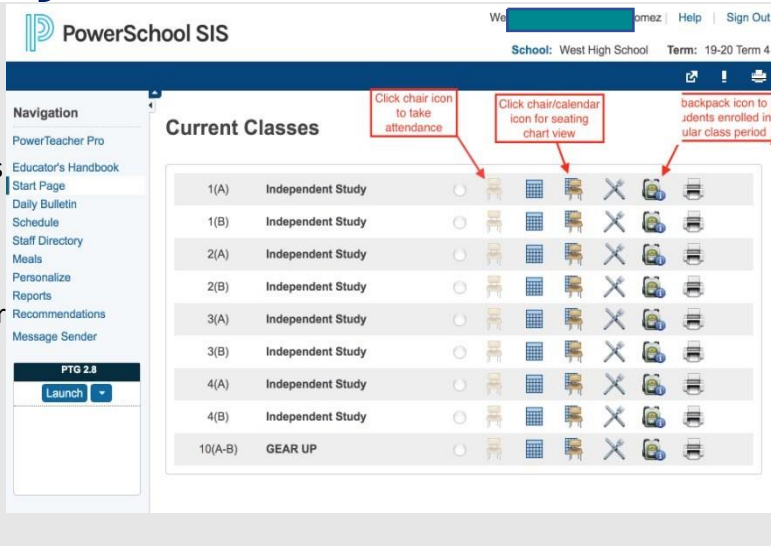 PowerSchool SIS
We omez | Help | Sign Out
School: West High School Term: 19-20 Term 4
Navigation
PowerTeacher Pro
Educator's Handbook
Start Page
Daily Bulletin
Schedule
Staff Directory
Meals
Personalize
Reports
Recommendations
Message Sender
PTG 2.8
Launch
Current Classes
Click chair icon
to take
attendance
Click chair/calendar
icon for seating
chart view
backpack icon to
udents enrolled in
ular class period
1(A) Independent Study
1(B) Independent Study
2(A) Independent Study
2(B) Independent Study
3(A) Independent Study
3(B) Independent Study
4(A) Independent Study
4(B) Independent Study
10(A-B) GEAR UP